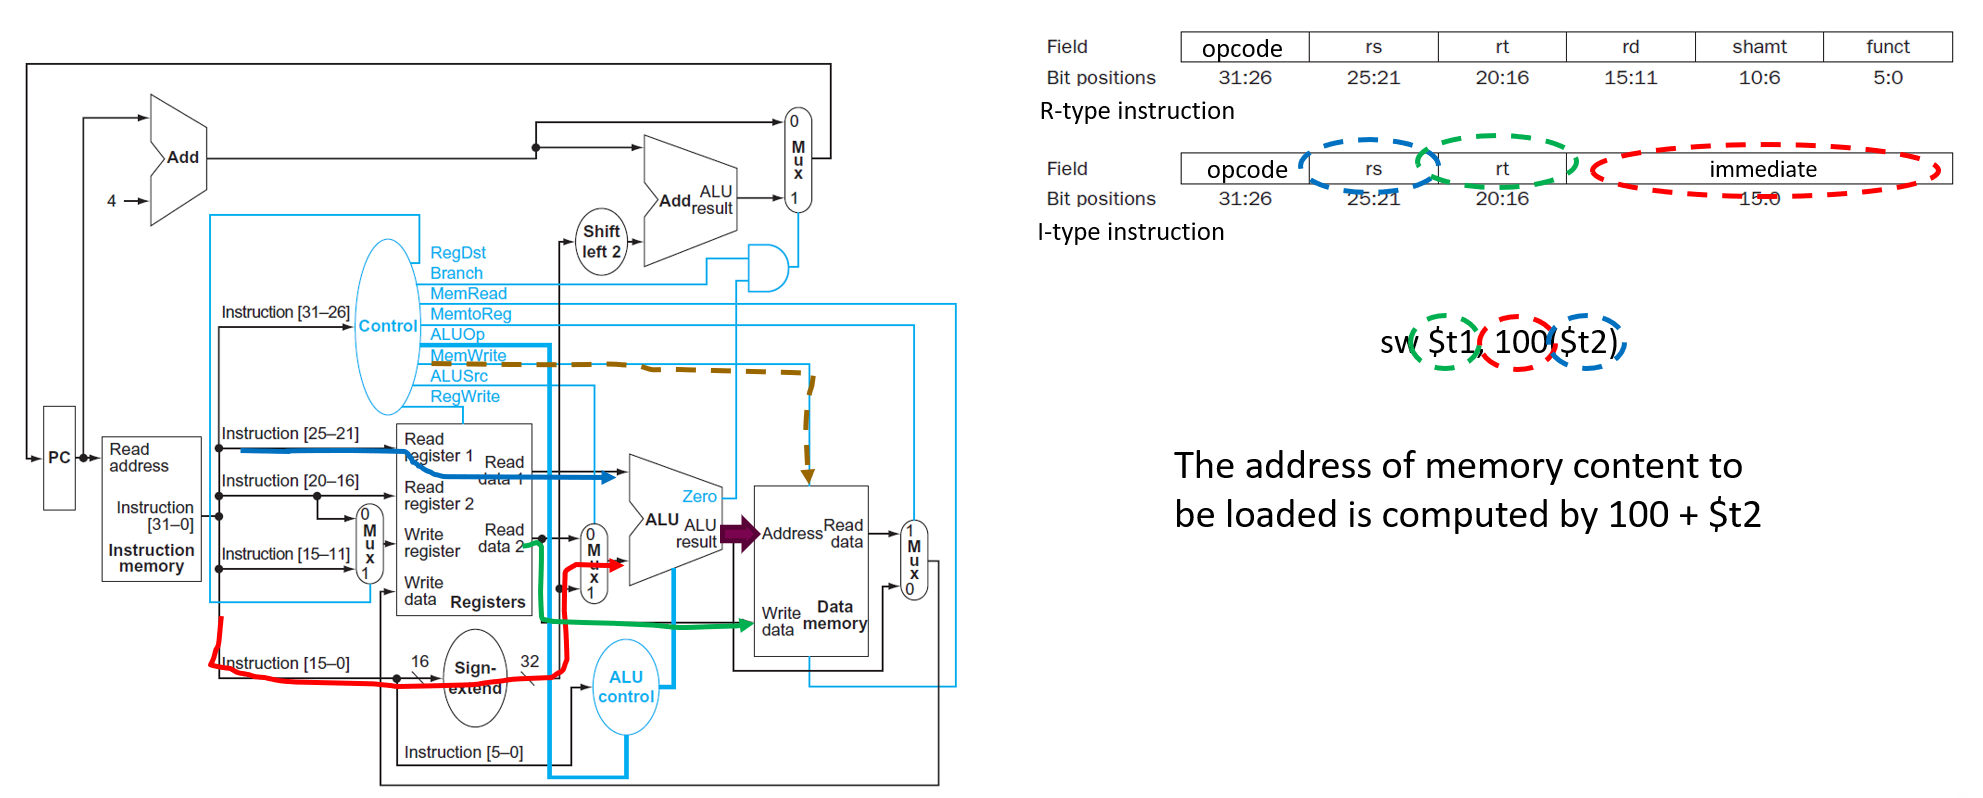 Field opcode rs rt rd shamt funct
Bit positions 31:26 25:21 20:16 15:11 10:6 5:0
R-type instruction
Field opcode rs rt immediate
Bit positions 31:26 25:21 20:16 15:0
I-type instruction
sw $t1, 100($t2)
The address of memory content to
be loaded is computed by 100 + $t2
Add
4
Add ALU
result
0
M
u
x
1
Shift
left 2
RegDst
Branch
MemRead
MemtoReg
ALUOp
MemWrite
ALUSrc
RegWrite
Control
Instruction [31–26]
Instruction [25–21]
Instruction [20–16]
Instruction [15–11]
Instruction [15–0]
Instruction [5–0]
PC
Read
address
Instruction
[31–0]
Instruction
memory
0
M
u
x
1
Read
register 1
Read
register 2
Write
register
Write
data
Read
data 1
Read
data 2
Registers
16
Sign-
extend
32
0
M
u
x
1
Zero
ALU ALU
result
ALU
control
Address
Read
data
Write
data
Data
memory
1
M
u
x
0